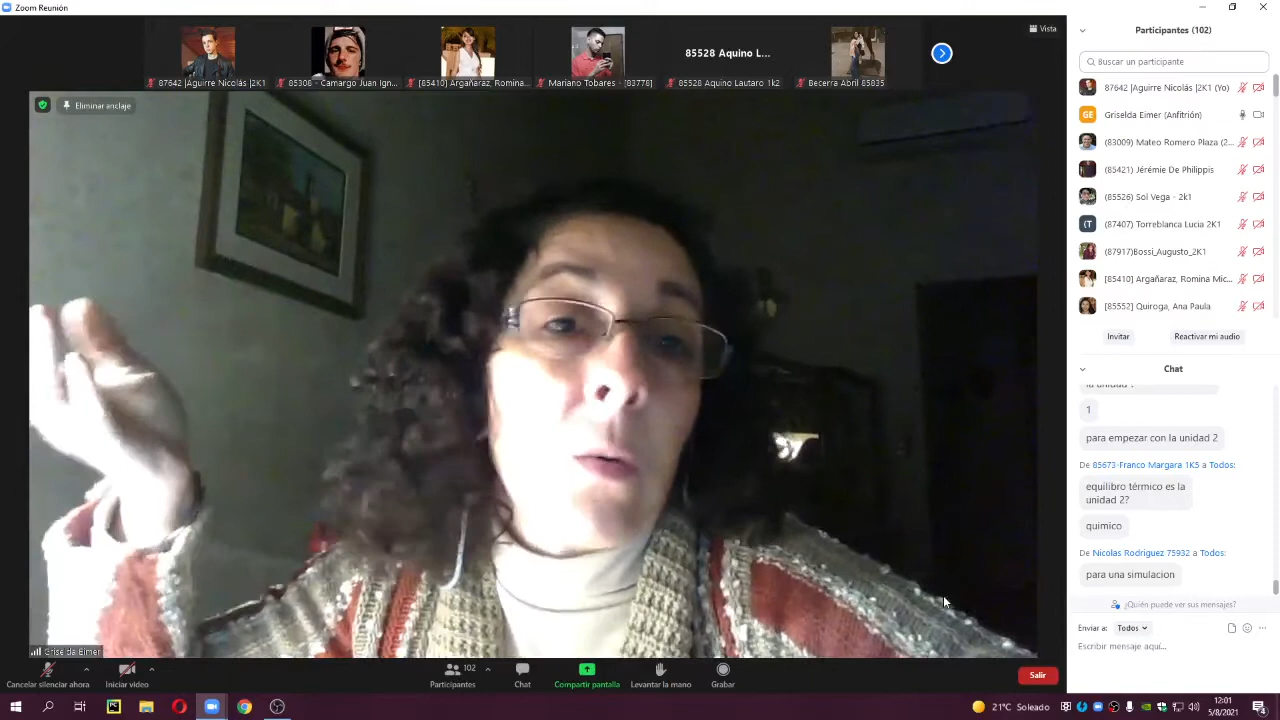 Zoom Reunión
Vista
85528 Aquino L...
87642 |Aguirre Nicolás |2K1
85308 - Camargo Juan Ign...
[85410] Argañaraz, Romina...
Mariano Tobares - [83778]
85528 Aquino Lautaro 1k2
Becerra Abril 85835
Eliminar anclaje
Griselda Eimer
Cancelar silenciar ahora
Iniciar video
102
Participantes
Chat
Compartir pantalla
Levantar la mano
Grabar
Salir
Participantes (102)
Buscar un participante
87642 |Aguirre Nicolás |2K1 (Yo)
GE
Griselda Eimer (Anfitrión)
(83009) Mateo Romero Plaza (2...
(85421) Jérémie De Philippis
(85526) Sol Vega - 2k1
(T
(87407) Torreblanca Lucia 2K1
(87917)Bossi_Augusto_2K1
[85410] Argañaraz, Romina Mic...
[85552] Quiroga, Ana Paula
Invitar
Reactivar mi audio
Chat
1
para empezar con la unidad 2
De 85673-Franco Margara 1K5 a Todos:
equilibro térmico es la
unidad 2?
quimico
De Nicolas Rodriguez 75932 a Todos:
para una simulacion
¿Quién puede ver sus mensajes?
Enviar a: Todos
Escribir mensaje aquí...
21°C Soleado
12:01
5/8/2021
4